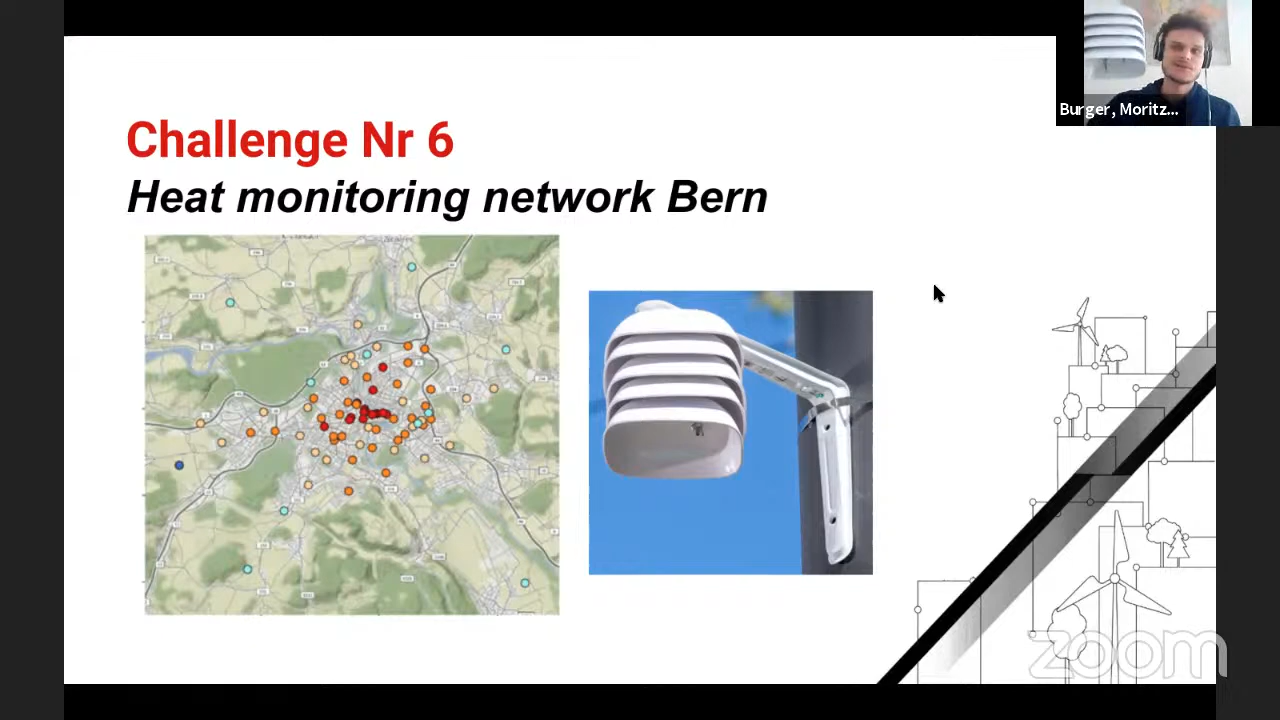 Challenge Nr 6
Heat monitoring network Bern
Burger, Moritz...
zoom